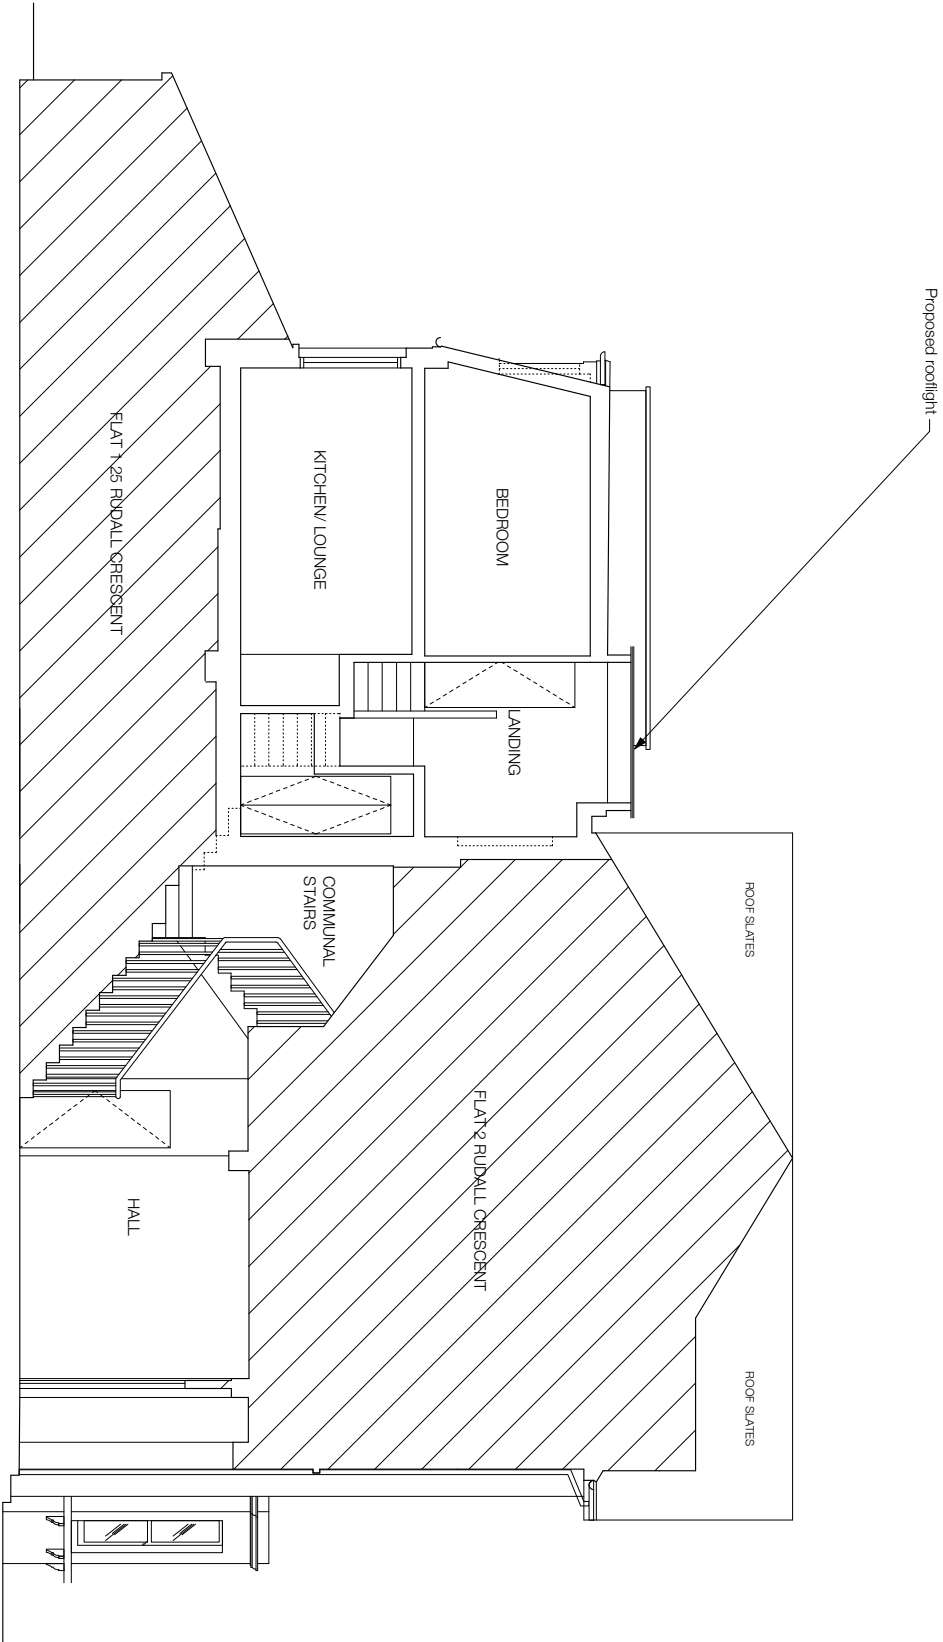 Proposed rooflight
ROOF SLATES
ROOF SLATES
BEDROOM
LANDING
KITCHEN/ LOUNGE
COMMUNAL
STAIRS
FLAT 2 RUDALL CRESCENT
FLAT 1 25 RUDALL CRESCENT
HALL